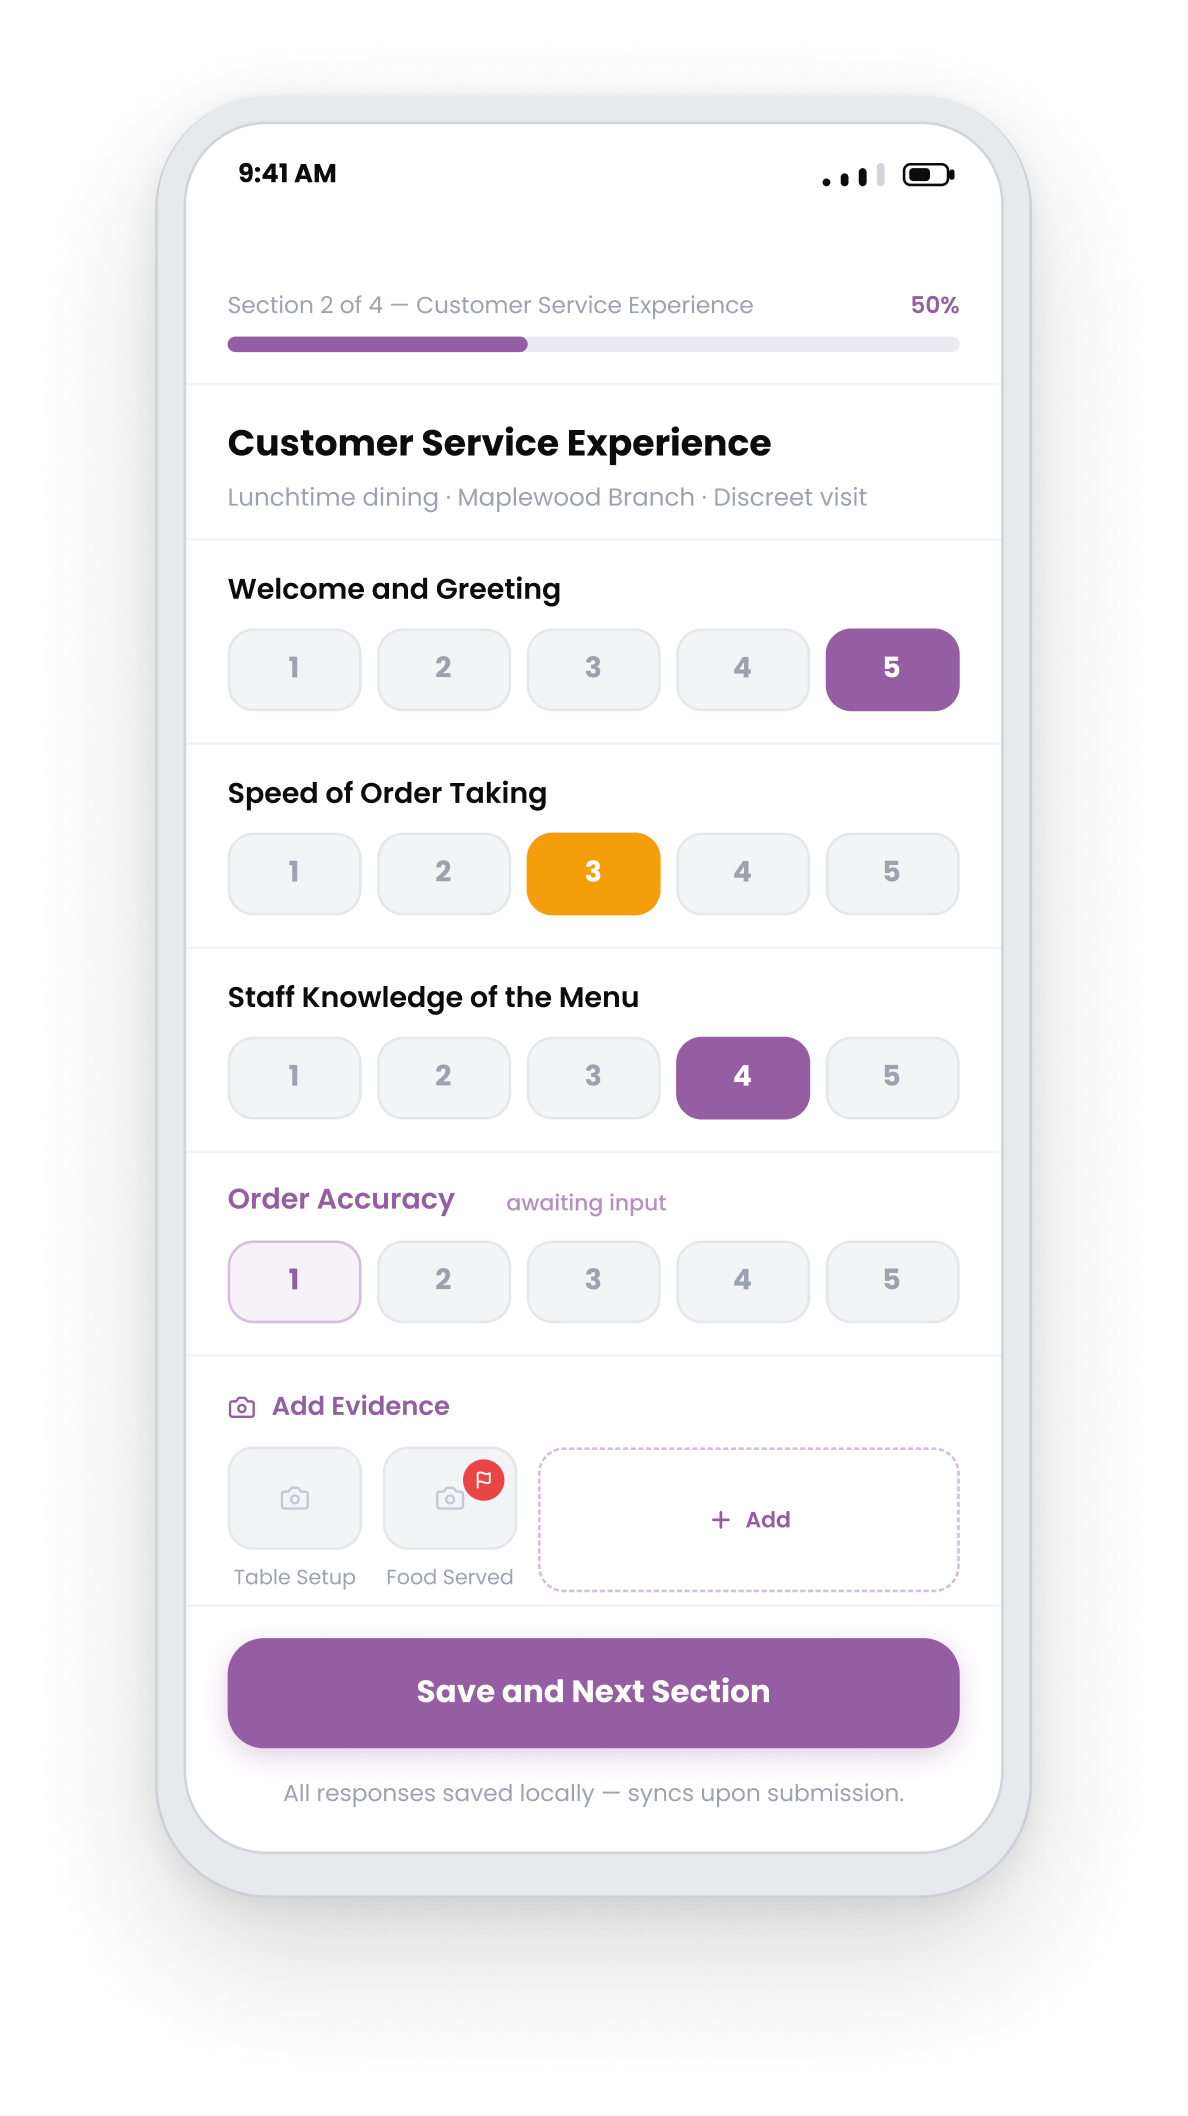 9:41 AM
Section 2 of 4 — Customer Service Experience 50%
Customer Service Experience
Lunchtime dining · Maplewood Branch · Discreet visit
Welcome and Greeting
1 2 3 4 5
Speed of Order Taking
1 2 3 4 5
Staff Knowledge of the Menu
1 2 3 4 5
Order Accuracy awaiting input
1 2 3 4 5
Add Evidence
+ Add
Table Setup Food Served
Save and Next Section
All responses saved locally — syncs upon submission.